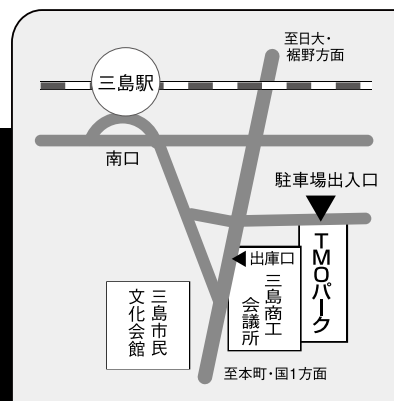 至日大・
裾野方面
三島駅
南口
駐車場出入口
TMOパーク
出庫口
三島商工
会議所
三島市民
文化会館
至本町・国1方面